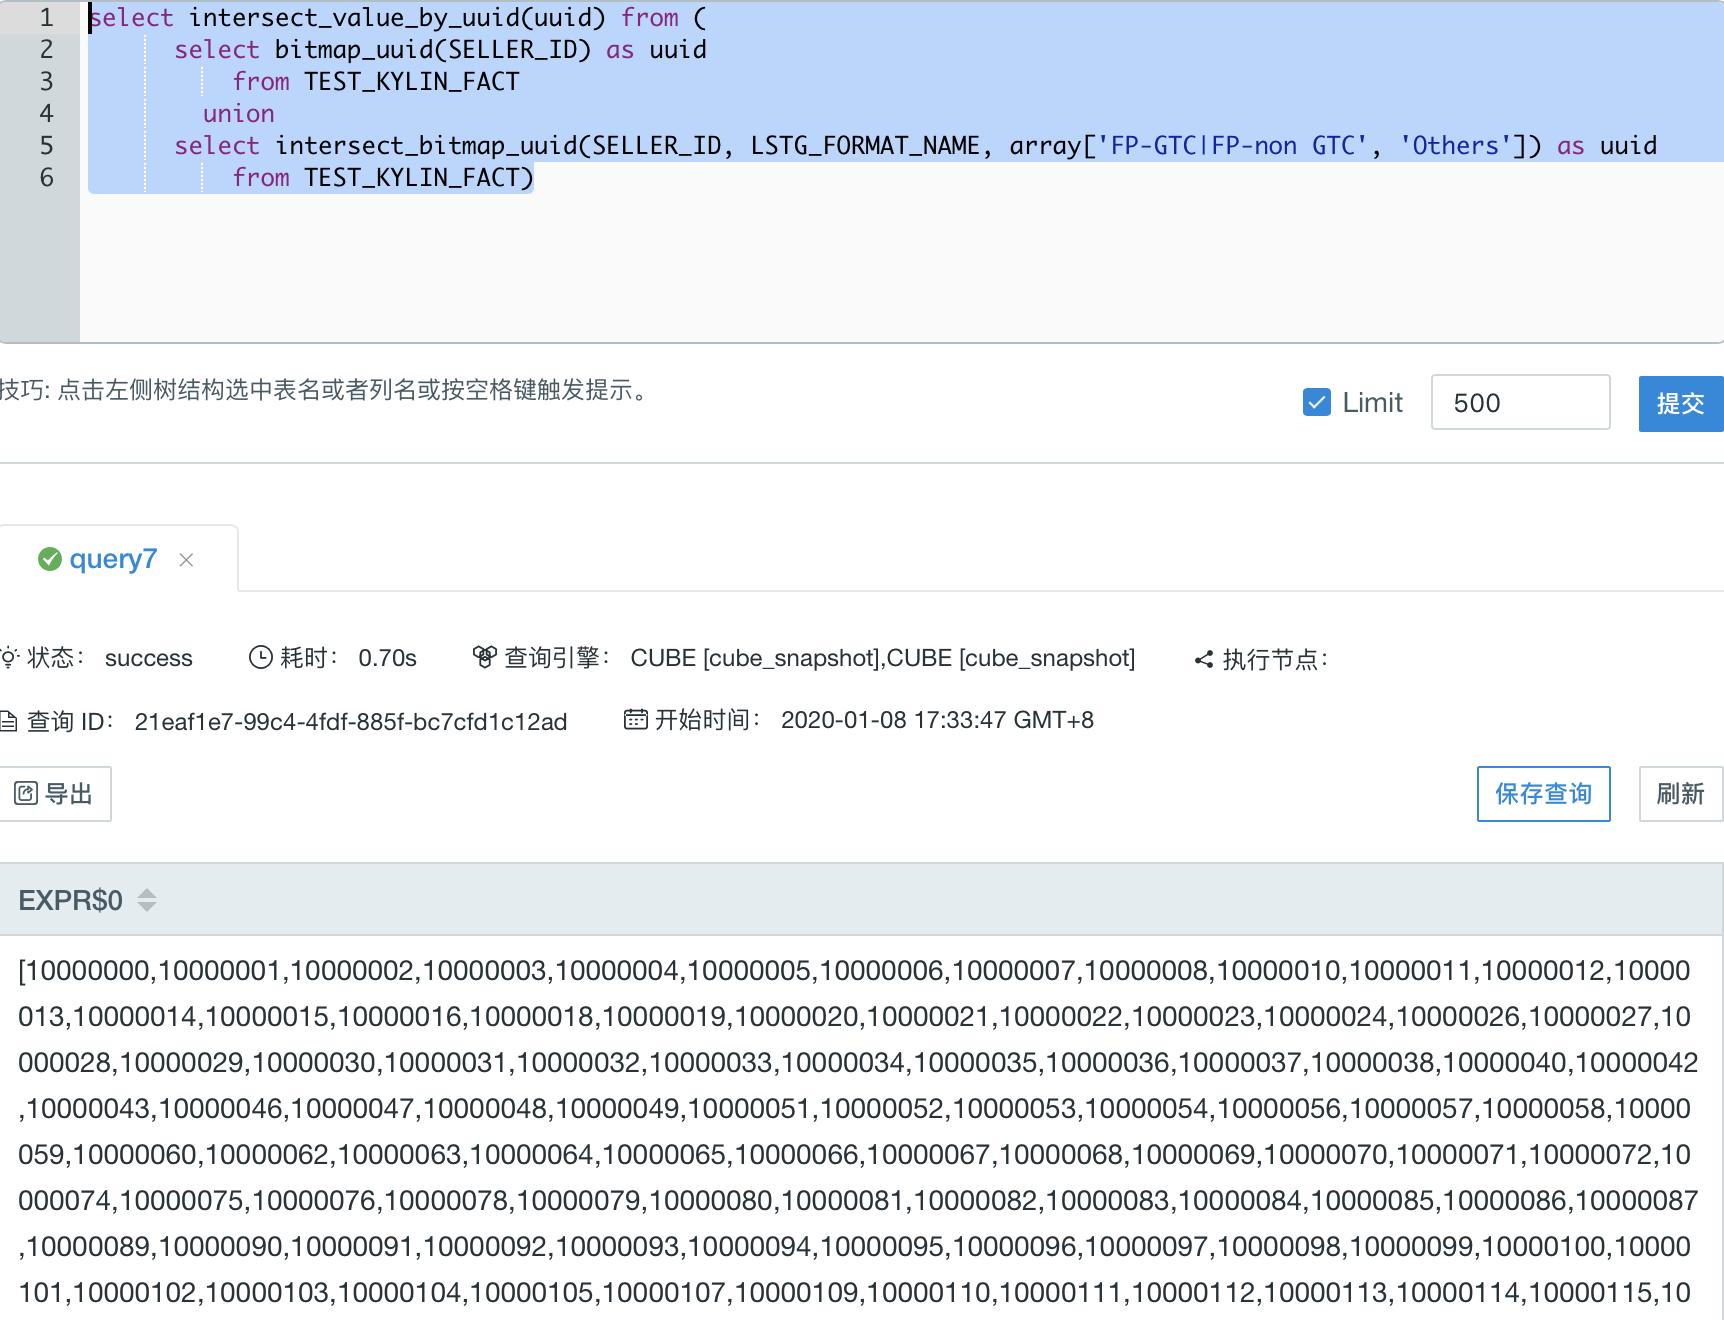 1 select intersect_value_by_uuid(uuid) from (
2 select bitmap_uuid(SELLER_ID) as uuid
3 from TEST_KYLIN_FACT
4 union
5 select intersect_bitmap_uuid(SELLER_ID, LSTG_FORMAT_NAME, array['FP-GTC|FP-non GTC', 'Others']) as uuid
6 from TEST_KYLIN_FACT)
技巧: 点击左侧树结构选中表名或者列名或按空格键触发提示。
Limit 500 提交
query7
状态： success 耗时： 0.70s 查询引擎： CUBE [cube_snapshot],CUBE [cube_snapshot] 执行节点：
查询 ID： 21eaf1e7-99c4-4fdf-885f-bc7cfd1c12ad 开始时间： 2020-01-08 17:33:47 GMT+8
导出 保存查询 刷新
EXPR$0
[10000000,10000001,10000002,10000003,10000004,10000005,10000006,10000007,10000008,10000010,10000011,10000012,10000
013,10000014,10000015,10000016,10000018,10000019,10000020,10000021,10000022,10000023,10000024,10000026,10000027,10
000028,10000029,10000030,10000031,10000032,10000033,10000034,10000035,10000036,10000037,10000038,10000040,10000042
,10000043,10000046,10000047,10000048,10000049,10000051,10000052,10000053,10000054,10000056,10000057,10000058,10000
059,10000060,10000062,10000063,10000064,10000065,10000066,10000067,10000068,10000069,10000070,10000071,10000072,10
000074,10000075,10000076,10000078,10000079,10000080,10000081,10000082,10000083,10000084,10000085,10000086,10000087
,10000089,10000090,10000091,10000092,10000093,10000094,10000095,10000096,10000097,10000098,10000099,10000100,10000
101,10000102,10000103,10000104,10000105,10000107,10000109,10000110,10000111,10000112,10000113,10000114,10000115,10